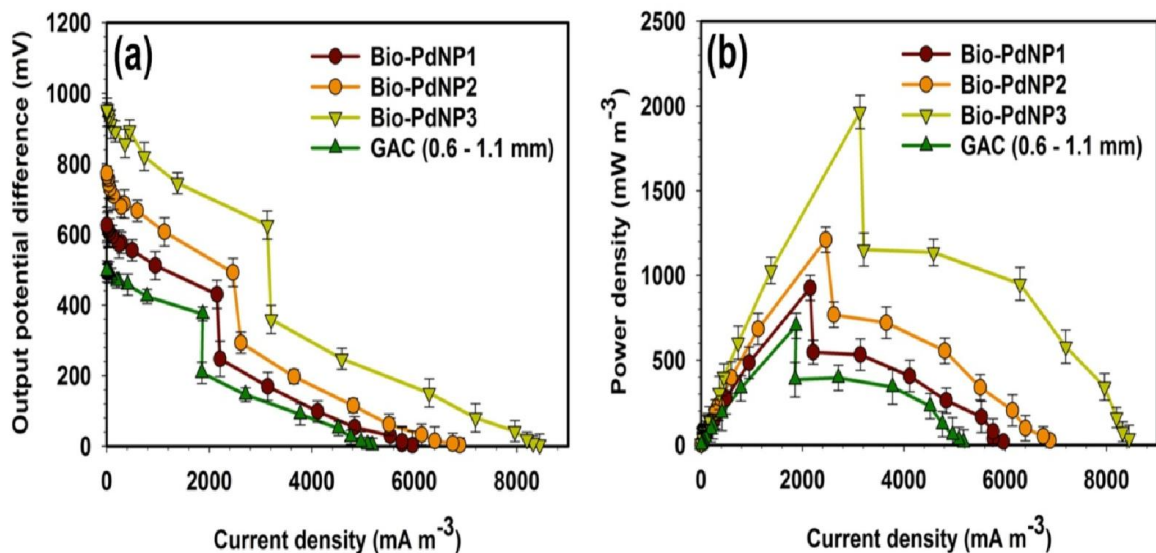 (a)
Bio-PdNP1
Bio-PdNP2
Bio-PdNP3
GAC (0.6 - 1.1 mm)
Output potential difference (mV)
1200
1000
800
600
400
200
0
0 2000 4000 6000 8000
Current density (mA m⁻³)
(b)
Bio-PdNP1
Bio-PdNP2
Bio-PdNP3
GAC (0.6 - 1.1 mm)
Power density (mW m⁻³)
2500
2000
1500
1000
500
0
0 2000 4000 6000 8000
Current density (mA m⁻³)